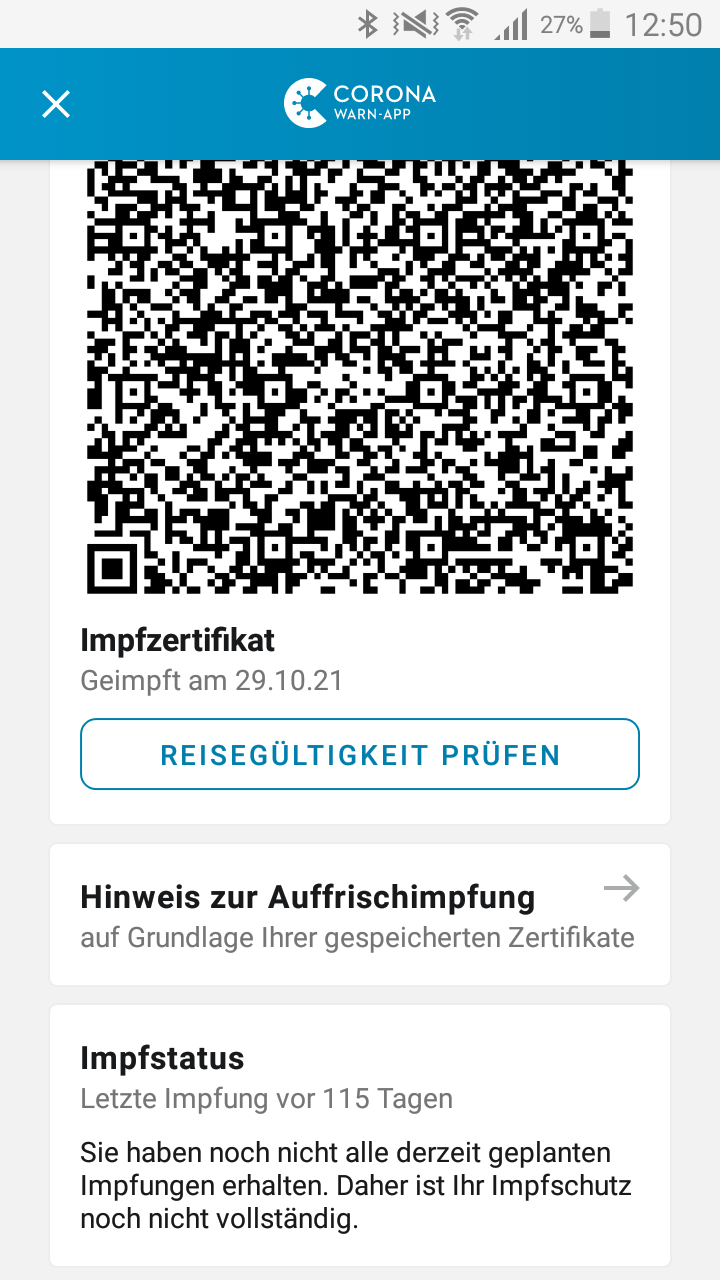 27% 12:50
CORONA
WARN-APP
Impfzertifikat
Geimpft am 29.10.21
REISEGÜLTIGKEIT PRÜFEN
Hinweis zur Auffrischimpfung
auf Grundlage Ihrer gespeicherten Zertifikate
Impfstatus
Letzte Impfung vor 115 Tagen
Sie haben noch nicht alle derzeit geplanten
Impfungen erhalten. Daher ist Ihr Impfschutz
noch nicht vollständig.